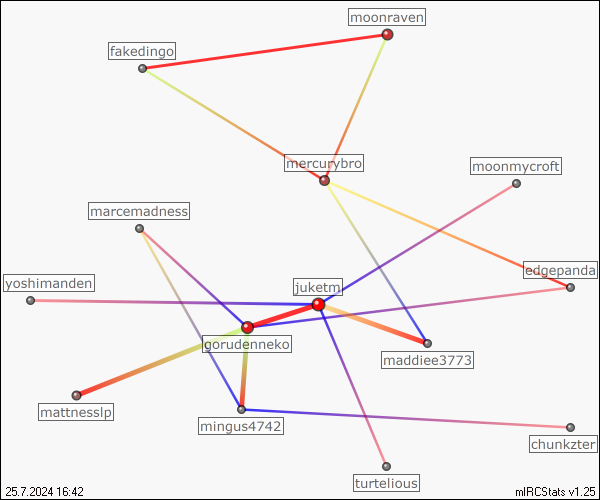 moonraven
fakedingo
mercurybro
moonmycroft
marcemadness
edgepanda
yoshimanden
juketm
gorudenneko
maddiee3773
mattnesslp
mingus4742
chunkzter
turtelious
25.7.2024 16:42
mIRCStats v1.25